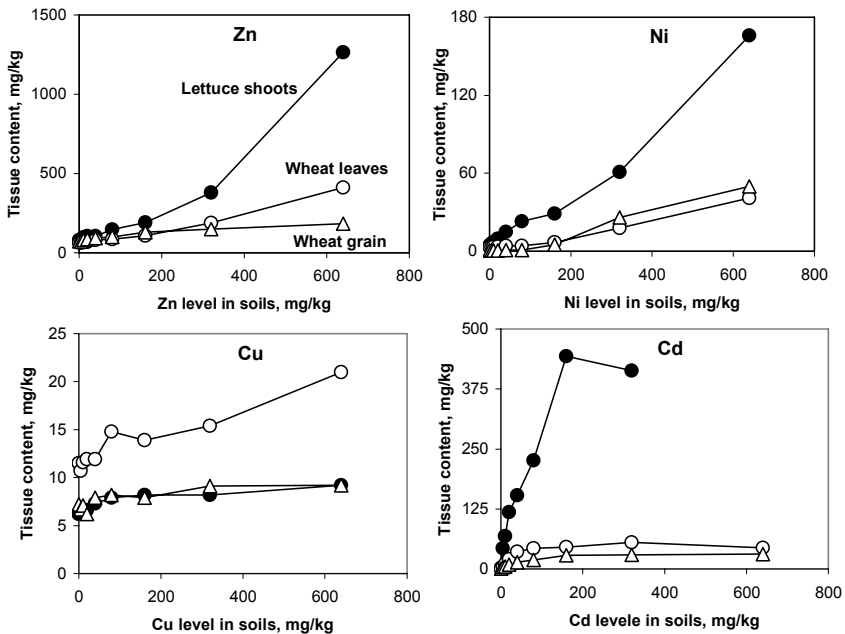 Zn
Tissue content, mg/kg
1500
1000
500
0
Lettuce shoots
Wheat leaves
Wheat grain
0 200 400 600 800
Zn level in soils, mg/kg
Ni
Tissue content, mg/kg
180
120
60
0
0 200 400 600 800
Ni level in soils, mg/kg
Cu
Tissue content, mg/kg
25
20
15
10
5
0
0 200 400 600 800
Cu level in soils, mg/kg
Cd
Tissue content, mg/kg
500
375
250
125
0
0 200 400 600 800
Cd levele in soils, mg/kg